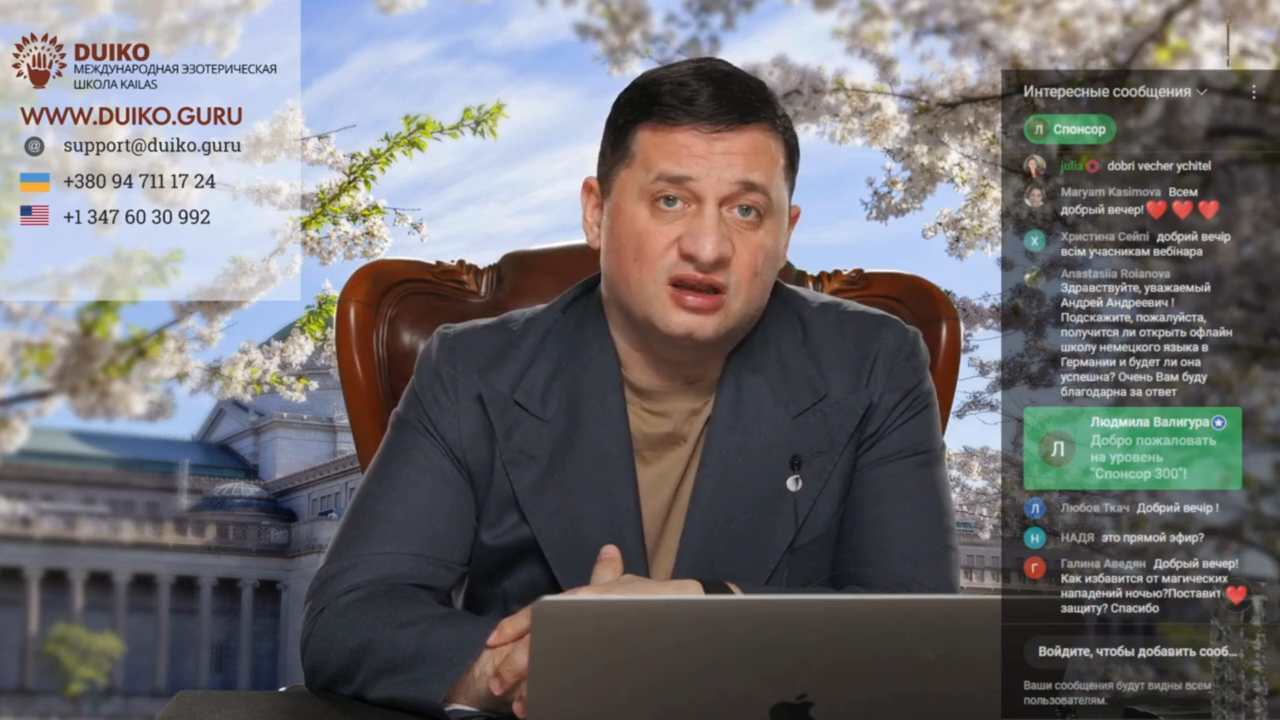 DUIKO
МЕЖДУНАРОДНАЯ ЭЗОТЕРИЧЕСКАЯ
ШКОЛА KAILAS
WWW.DUIKO.GURU
@ support@duiko.guru
+380 94 711 17 24
+1 347 60 30 992
Интересные сообщения
Л Спонсор
julia dobri vecher ychitel
Maryam Kasimova Всем
добрый вечер!❤️❤️❤️
Х Христина Сейпі добрий вечір
всім учасникам вебінара
Anastasiia Roianova
Здравствуйте, уважаемый
Андрей Андреевич !
Подскажите, пожалуйста,
получится ли открыть офлайн
школу немецкого языка в
Германии и будет ли она
успешна? Очень Вам буду
благодарна за ответ
Людмила Валигура
Л Добро пожаловать
на уровень
"Спонсор 300"!
Л Любов Ткач Добрий вечір !
Н НАДЯ это прямой эфир?
Г Галина Аведян Добрый вечер!
Как избавится от магических
нападений ночью?Поставит ❤️
защиту? Спасибо
Войдите, чтобы добавить сооб...
Ваши сообщения будут видны всем
пользователям.